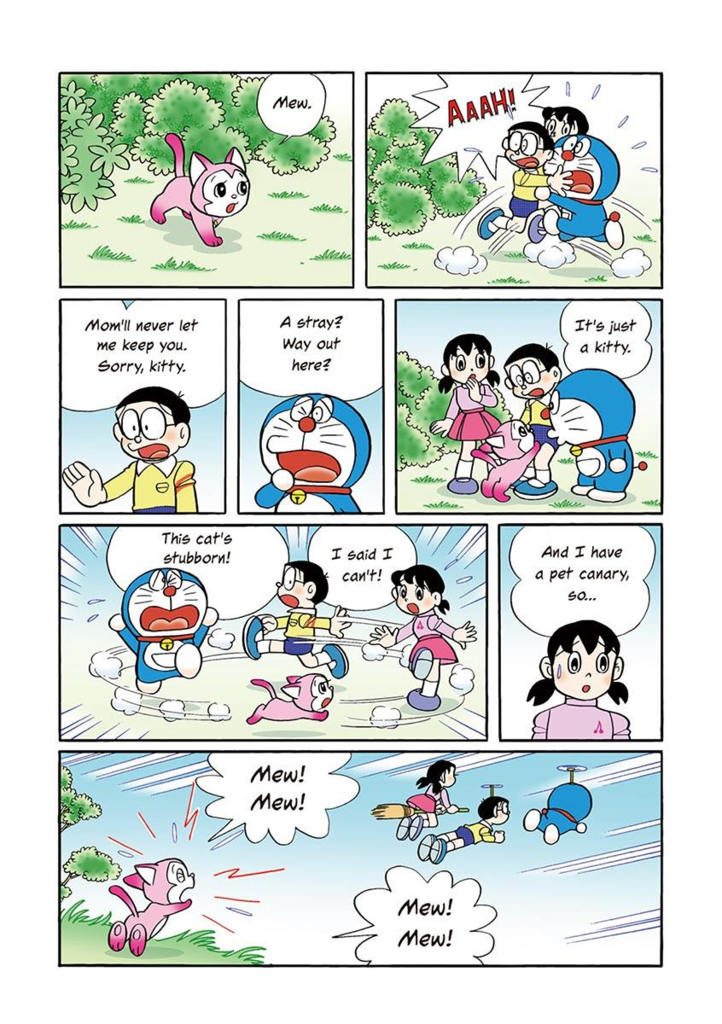 Mew.
AAAH!
Mom'll never let
me keep you.
Sorry, kitty.
A stray?
Way out
here?
It's just
a kitty.
This cat's
stubborn!
I said I
can't!
And I have
a pet canary,
so...
Mew!
Mew!
Mew!
Mew!